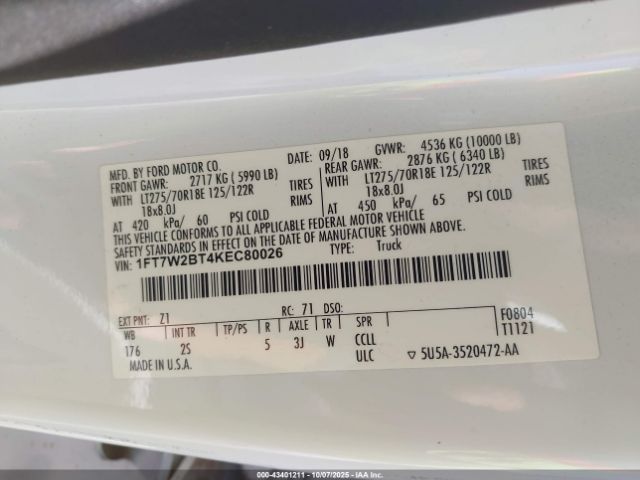 MFD. BY FORD MOTOR CO.
DATE: 09/18 GVWR: 4536 KG (10000 LB)
FRONT GAWR: 2717 KG ( 5990 LB) REAR GAWR: 2876 KG ( 6340 LB)
WITH LT275/70R18E 125/122R TIRES WITH LT275/70R18E 125/122R TIRES
18x8.0J RIMS 18x8.0J RIMS
AT 420 kPa/ 60 PSI COLD AT 450 kPa/ 65 PSI COLD
THIS VEHICLE CONFORMS TO ALL APPLICABLE FEDERAL MOTOR VEHICLE
SAFETY STANDARDS IN EFFECT ON THE DATE OF MANUFACTURE SHOWN ABOVE.
VIN: 1FT7W2BT4KEC80026 TYPE: Truck
EXT PNT: Z1 RC: 71 DSO: F0804
WB INT TR TP/PS R AXLE TR SPR T1121
176 2S 5 3J W CCLL
ULC
MADE IN U.S.A. ▽ 5U5A-3520472-AA
000-43401211 - 10/07/2025 - IAA Inc.